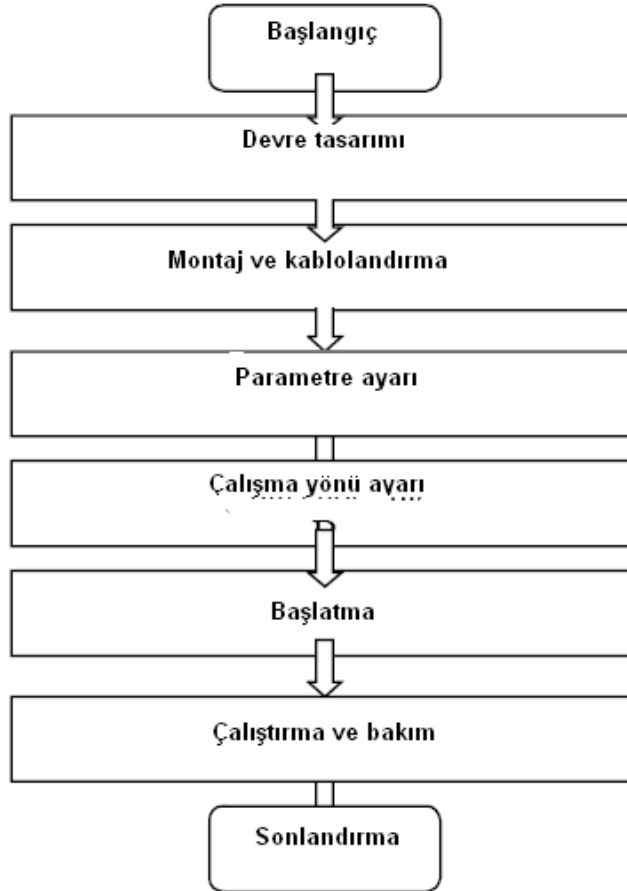 Başlangıç
Devre tasarımı
Montaj ve kablolandırma
Parametre ayarı
Çalışma yönü ayarı
Başlatma
Çalıştırma ve bakım
Sonlandırma